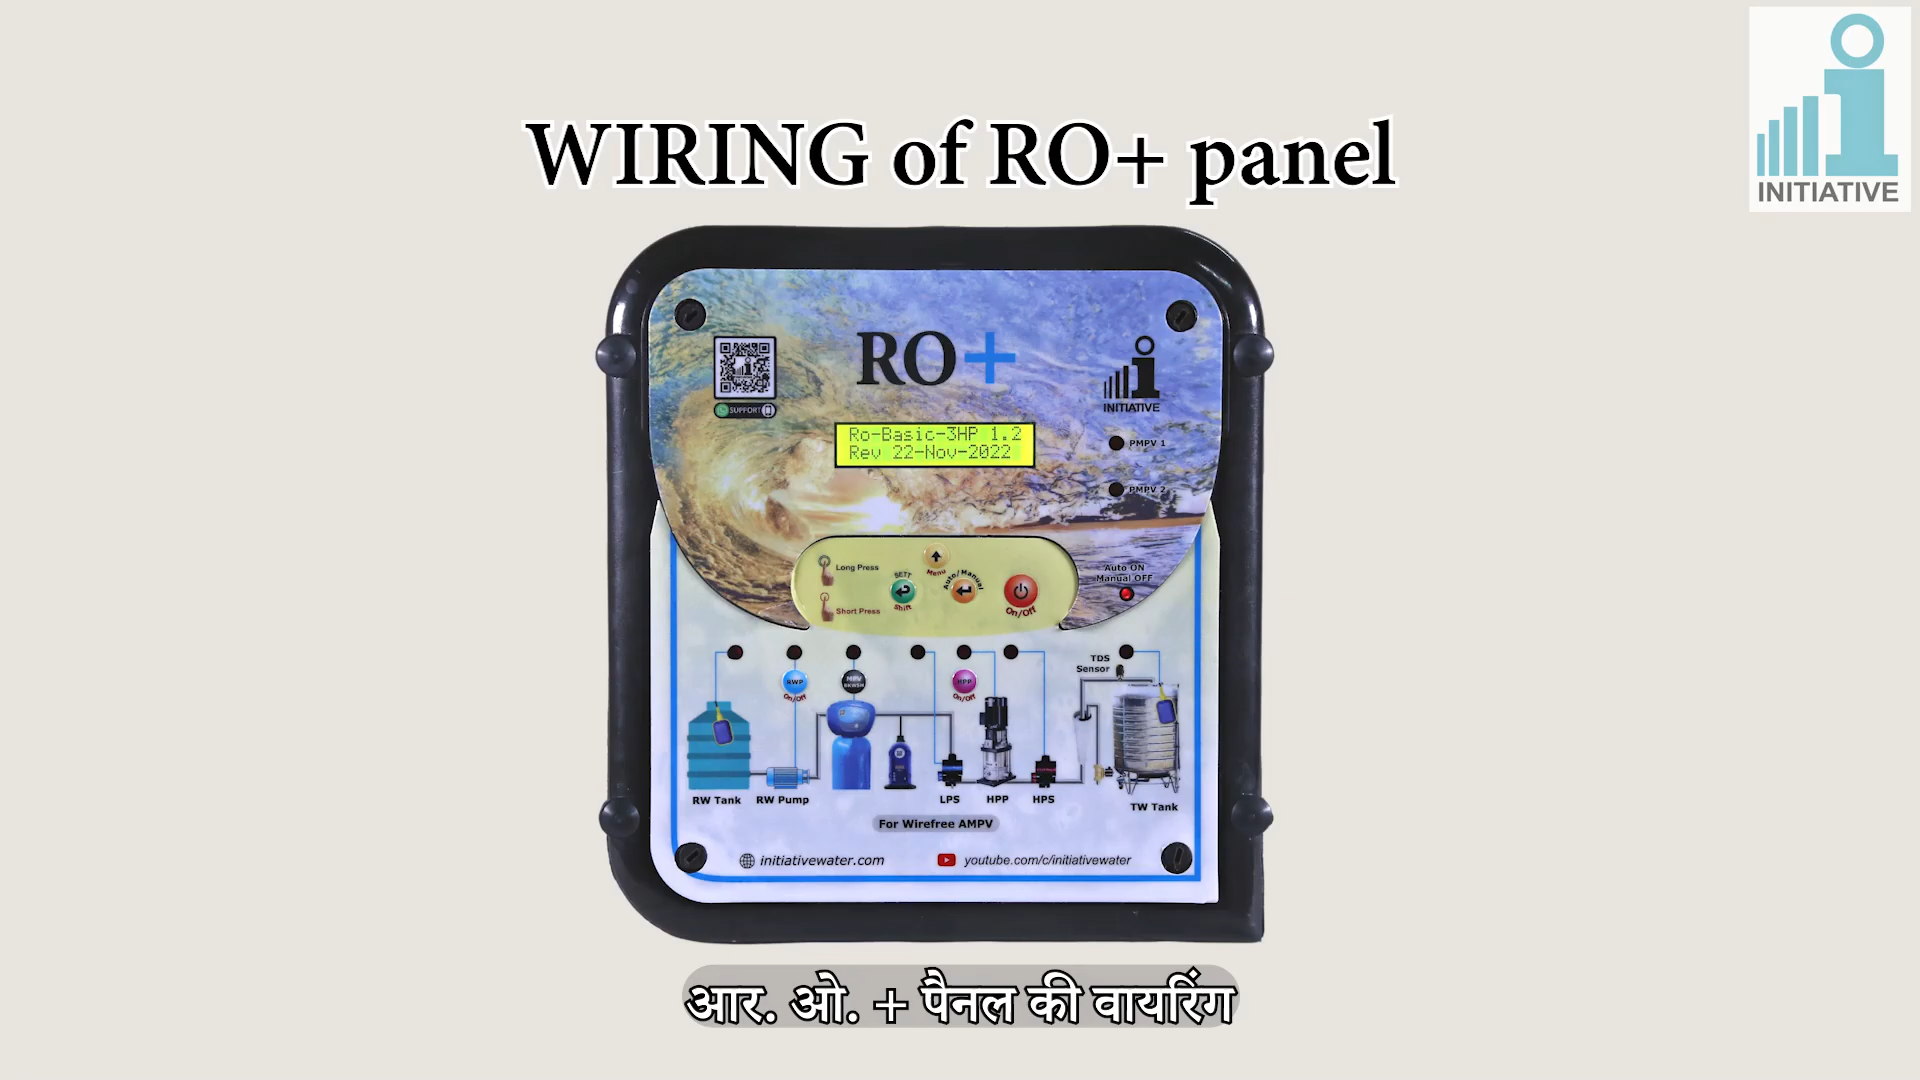 WIRING of RO+ panel
INITIATIVE
RO+
SUPPORT
INITIATIVE
Ro-Basic-3HP 1.2
Rev 22-Nov-2022
PMPV 1
PMPV 2
Long Press
Short Press
SETT
Shift
Menu
Auto/Manual
On/Off
Auto ON
Manual OFF
RWP
On/Off
MPV
BKWSH
HPP
On/Off
TDS
Sensor
RW Tank
RW Pump
LPS
HPP
HPS
TW Tank
For Wirefree AMPV
initiativewater.com
youtube.com/c/initiativewater
आर. ओ. + पैनल की वायरिंग